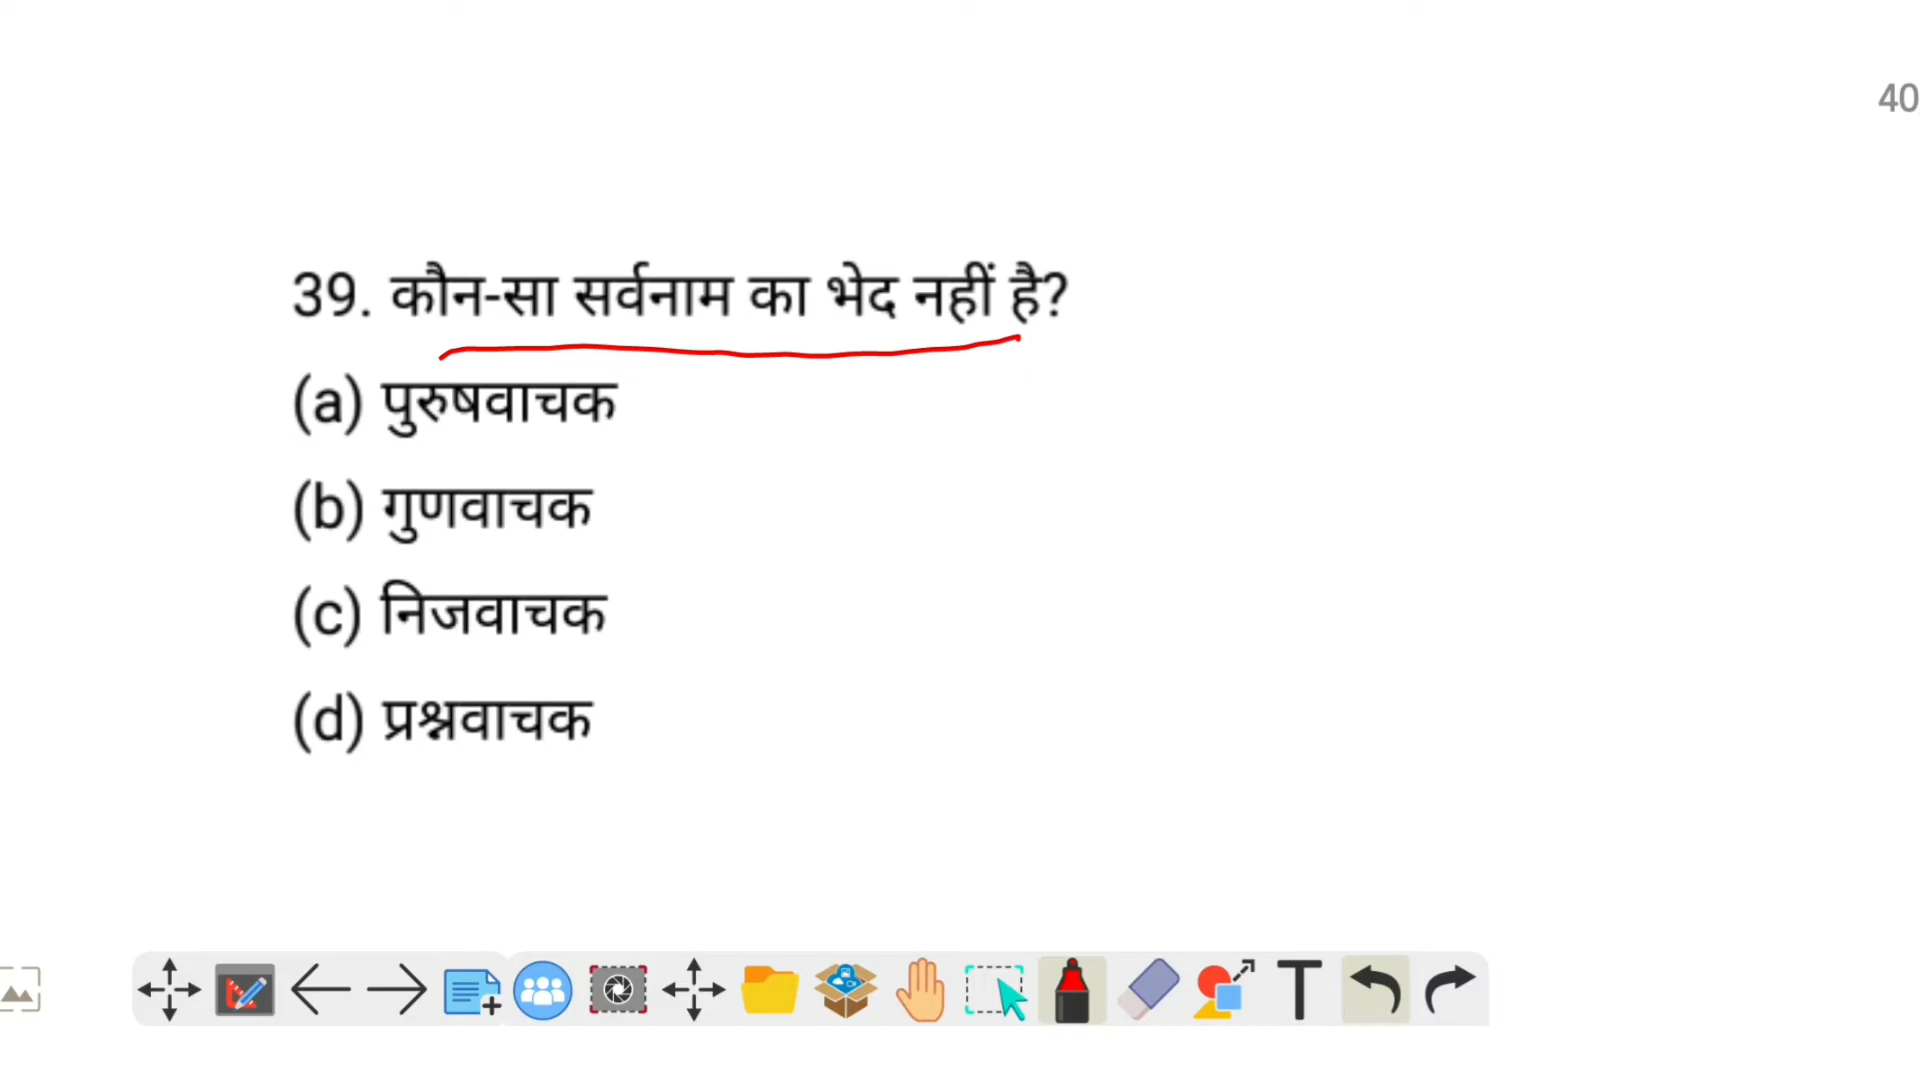 40
39. कौन-सा सर्वनाम का भेद नहीं है?
(a) पुरुषवाचक
(b) गुणवाचक
(c) निजवाचक
(d) प्रश्नवाचक
T